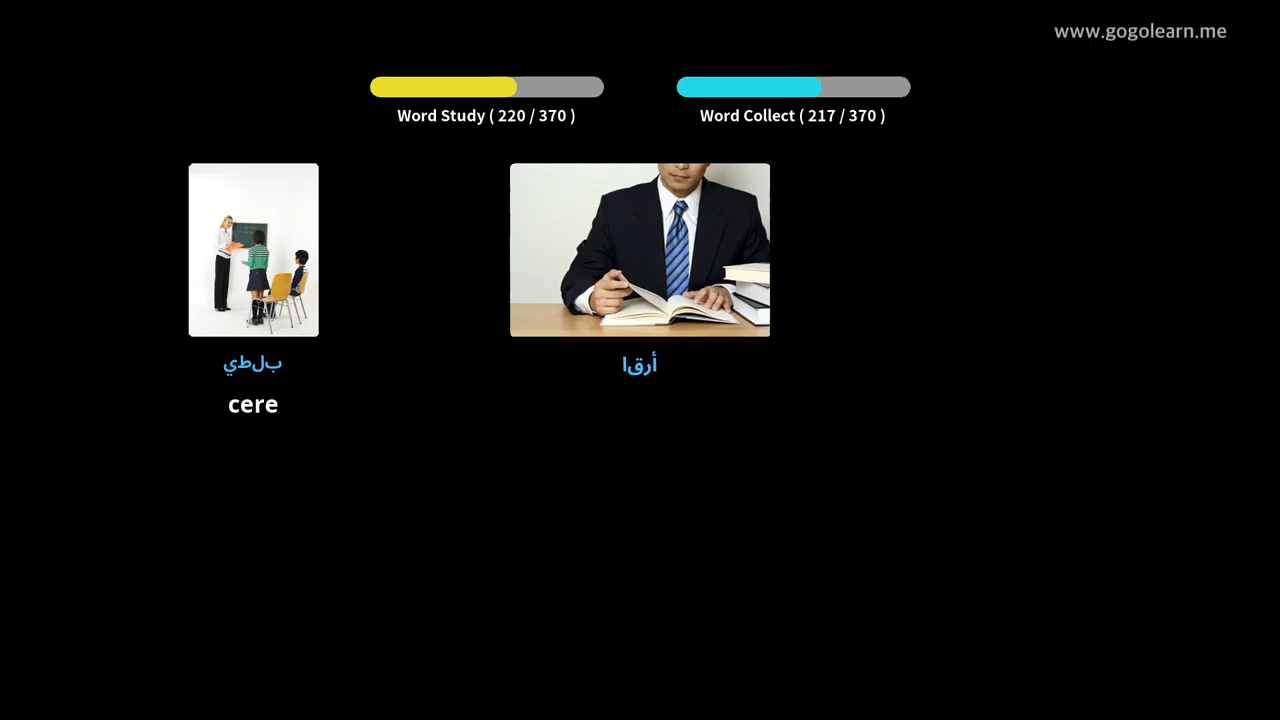 www.gogolearn.me
Word Study ( 220 / 370 )
Word Collect ( 217 / 370 )
بلطي
أرقا
cere